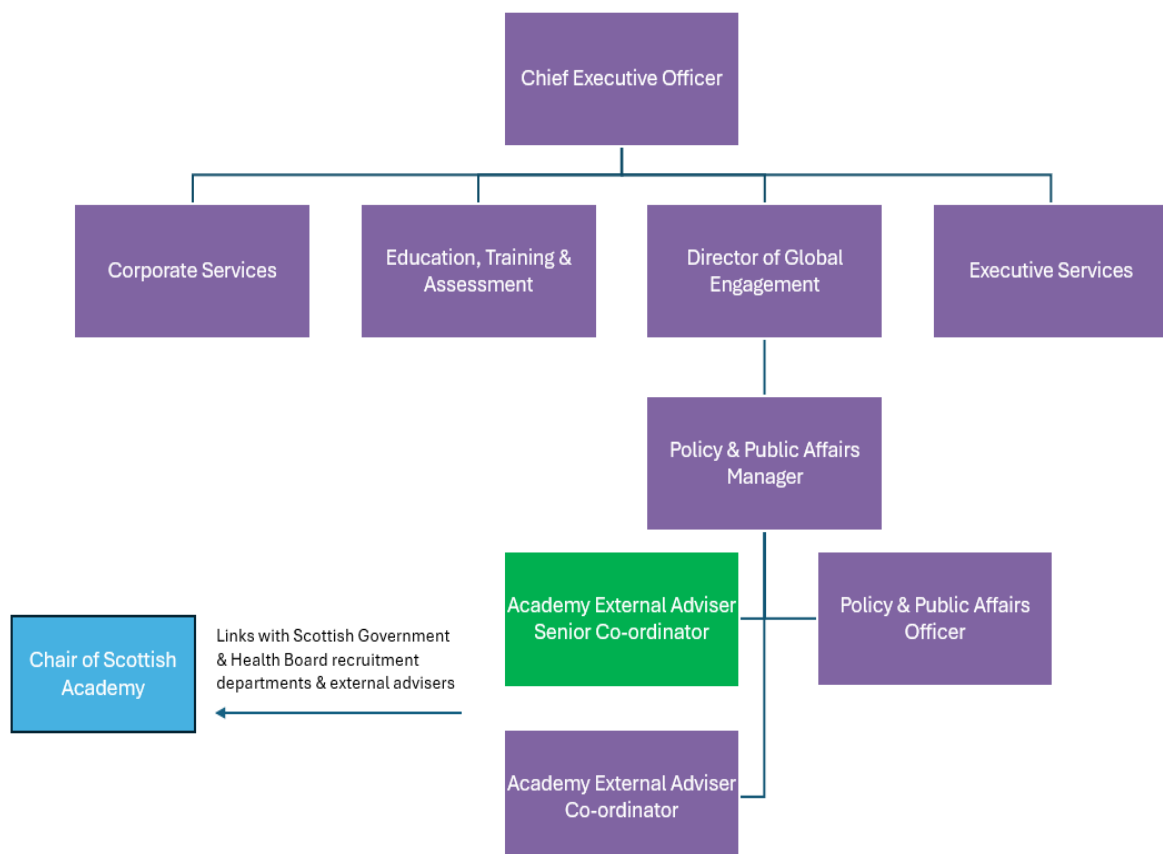 Chief Executive Officer
Corporate Services
Education, Training &
Assessment
Director of Global
Engagement
Executive Services
Policy & Public Affairs
Manager
Academy External Adviser
Senior Co-ordinator
Policy & Public Affairs
Officer
Chair of Scottish
Academy
Links with Scottish Government
& Health Board recruitment
departments & external advisers
Academy External Adviser
Co-ordinator